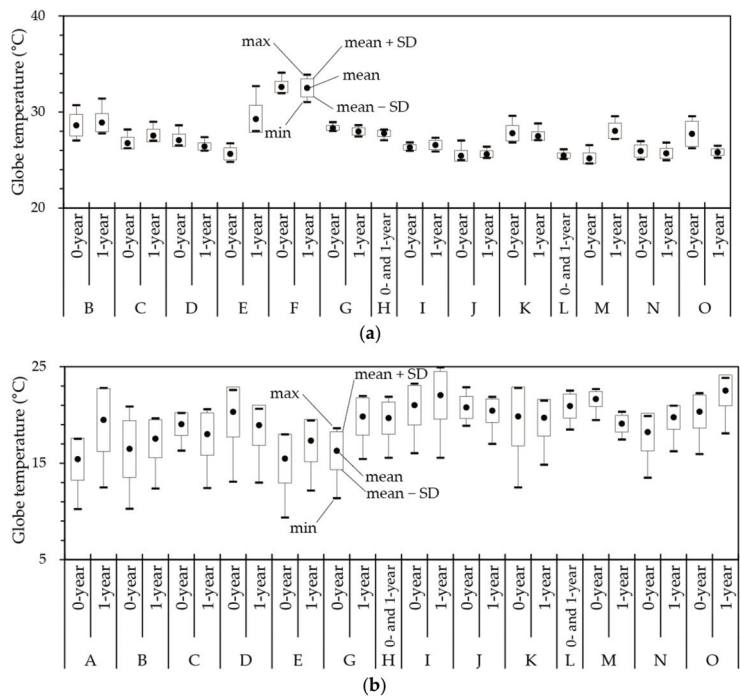 40
30
20
Globe temperature (°C)
max
mean + SD
mean
mean − SD
min
0-year 1-year 0-year 1-year 0-year 1-year 0-year 1-year 0-year 1-year 0-year 1-year 0- and 1-year 0-year 1-year 0-year 1-year 0-year 1-year 0- and 1-year 0-year 1-year 0-year 1-year 0-year 1-year
B C D E F G H I J K L M N O
(a)
25
15
5
Globe temperature (°C)
max
mean + SD
mean
mean − SD
min
0-year 1-year 0-year 1-year 0-year 1-year 0-year 1-year 0-year 1-year 0-year 1-year 0- and 1-year 0-year 1-year 0-year 1-year 0-year 1-year 0- and 1-year 0-year 1-year 0-year 1-year 0-year 1-year
A B C D E G H I J K L M N O
(b)